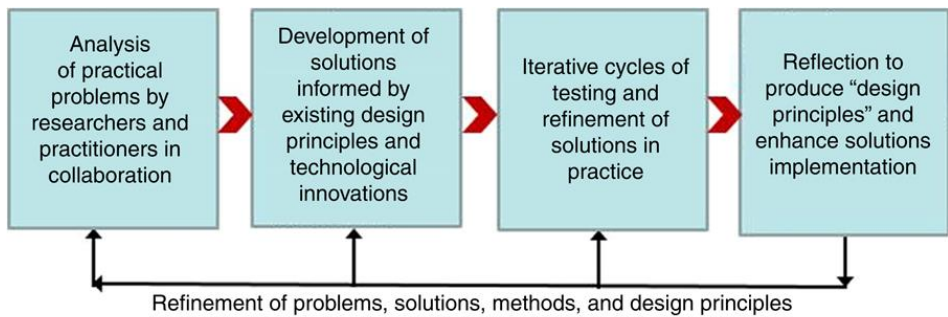 Analysis
of practical
problems by
researchers and
practitioners in
collaboration
Development of
solutions
informed by
existing design
principles and
technological
innovations
Iterative cycles of
testing and
refinement of
solutions in
practice
Reflection to
produce “design
principles” and
enhance solutions
implementation
Refinement of problems, solutions, methods, and design principles